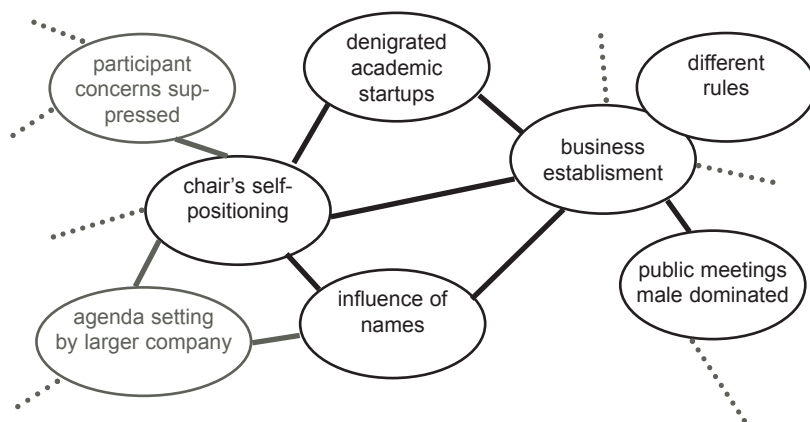 participant
concerns sup-
pressed
denigrated
academic
startups
different
rules
business
establisment
chair's self-
positioning
public meetings
male dominated
agenda setting
by larger company
influence of
names